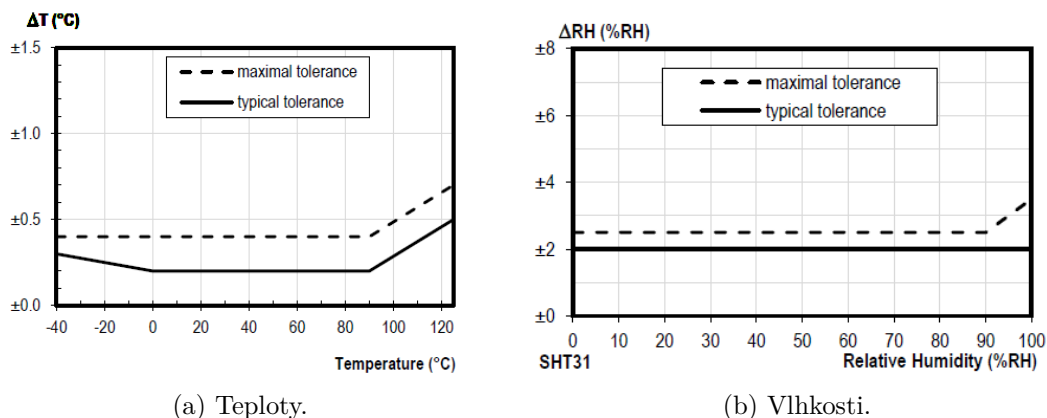 ΔT (°C)
±1.5
±1.0
±0.5
±0.0
maximal tolerance
typical tolerance
-40 -20 0 20 40 60 80 100 120
Temperature (°C)
(a) Teploty.
ΔRH (%RH)
±8
±6
±4
±2
±0
maximal tolerance
typical tolerance
0 10 20 30 40 50 60 70 80 90 100
SHT31 Relative Humidity (%RH)
(b) Vlhkosti.